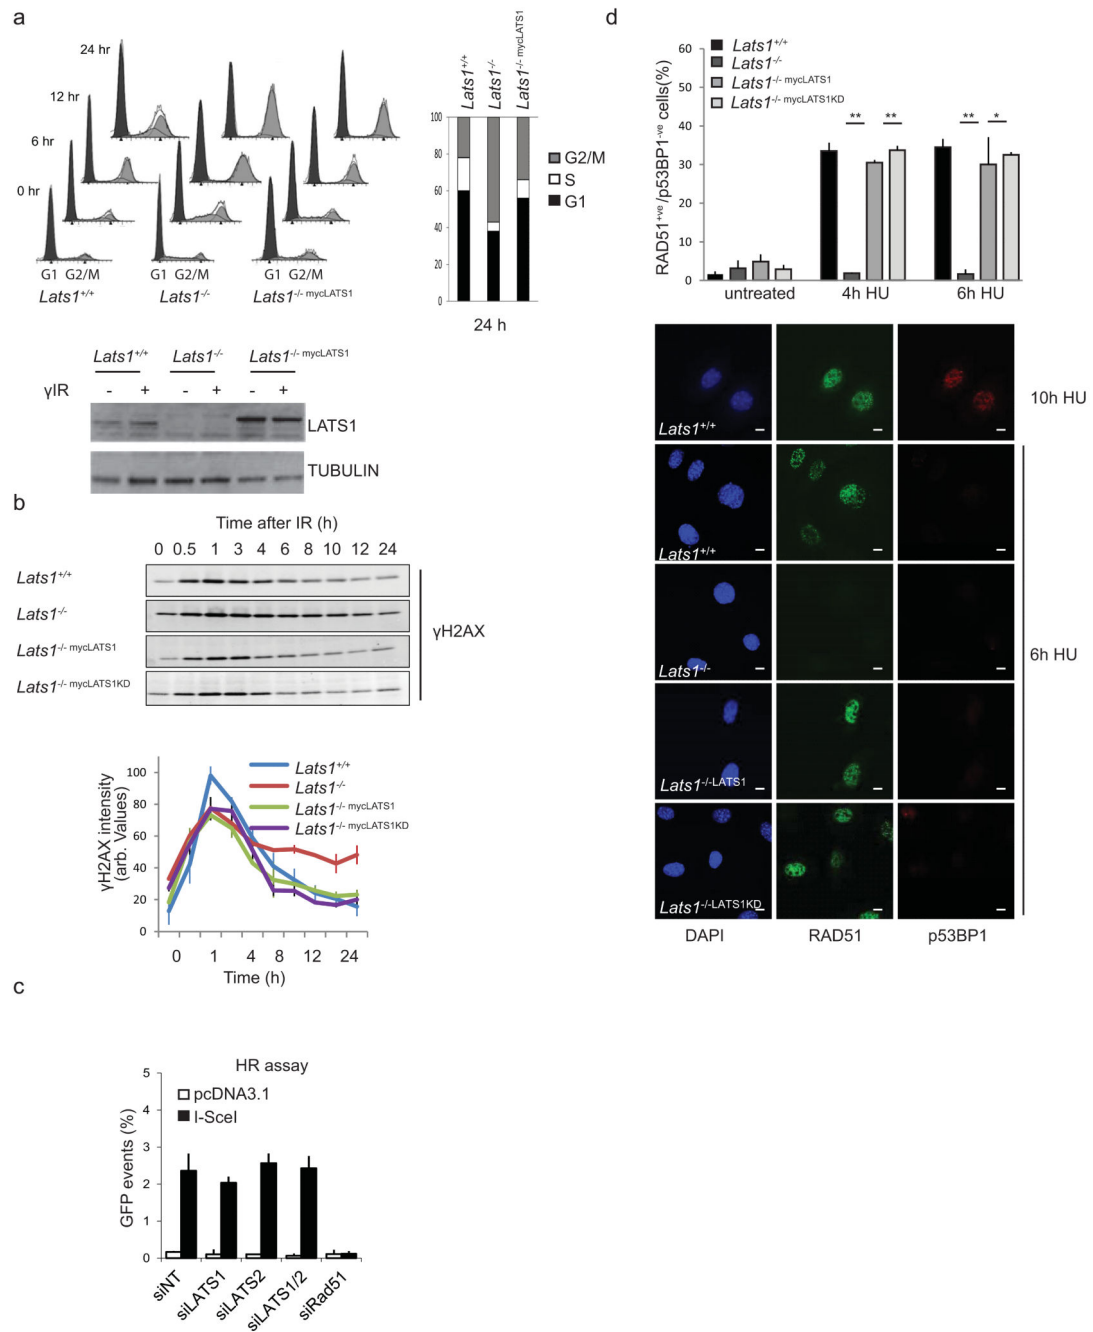 a
24 hr
12 hr
6 hr
0 hr
G1 G2/M G1 G2/M G1 G2/M
Lats1+/+ Lats1-/- Lats1-/- mycLATS1
Lats1+/+
Lats1-/-
Lats1-/- mycLATS1
100
80
60
40
20
0
G2/M
S
G1
24 h
Lats1+/+ Lats1-/- Lats1-/- mycLATS1
γIR - + - + - +
LATS1
TUBULIN
b
Time after IR (h)
0 0.5 1 3 4 6 8 10 12 24
Lats1+/+
Lats1-/-
Lats1-/- mycLATS1
Lats1-/- mycLATS1KD
γH2AX
γH2AX intensity
(arb. Values)
100
80
60
40
20
0
Lats1+/+
Lats1-/-
Lats1-/- mycLATS1
Lats1-/- mycLATS1KD
0 1 4 8 12 24
Time (h)
c
HR assay
GFP events (%)
5
4
3
2
1
0
pcDNA3.1
I-SceI
siNT
siLATS1
siLATS2
siLATS1/2
siRad51
d
RAD51+ve/p53BP1-ve cells(%)
60
50
40
30
20
10
0
Lats1+/+
Lats1-/-
Lats1-/- mycLATS1
Lats1-/- mycLATS1KD
** ** ** *
untreated 4h HU 6h HU
Lats1+/+
10h HU
Lats1+/+
Lats1-/-
6h HU
Lats1-/-LATS1
Lats1-/-LATS1KD
DAPI RAD51 p53BP1